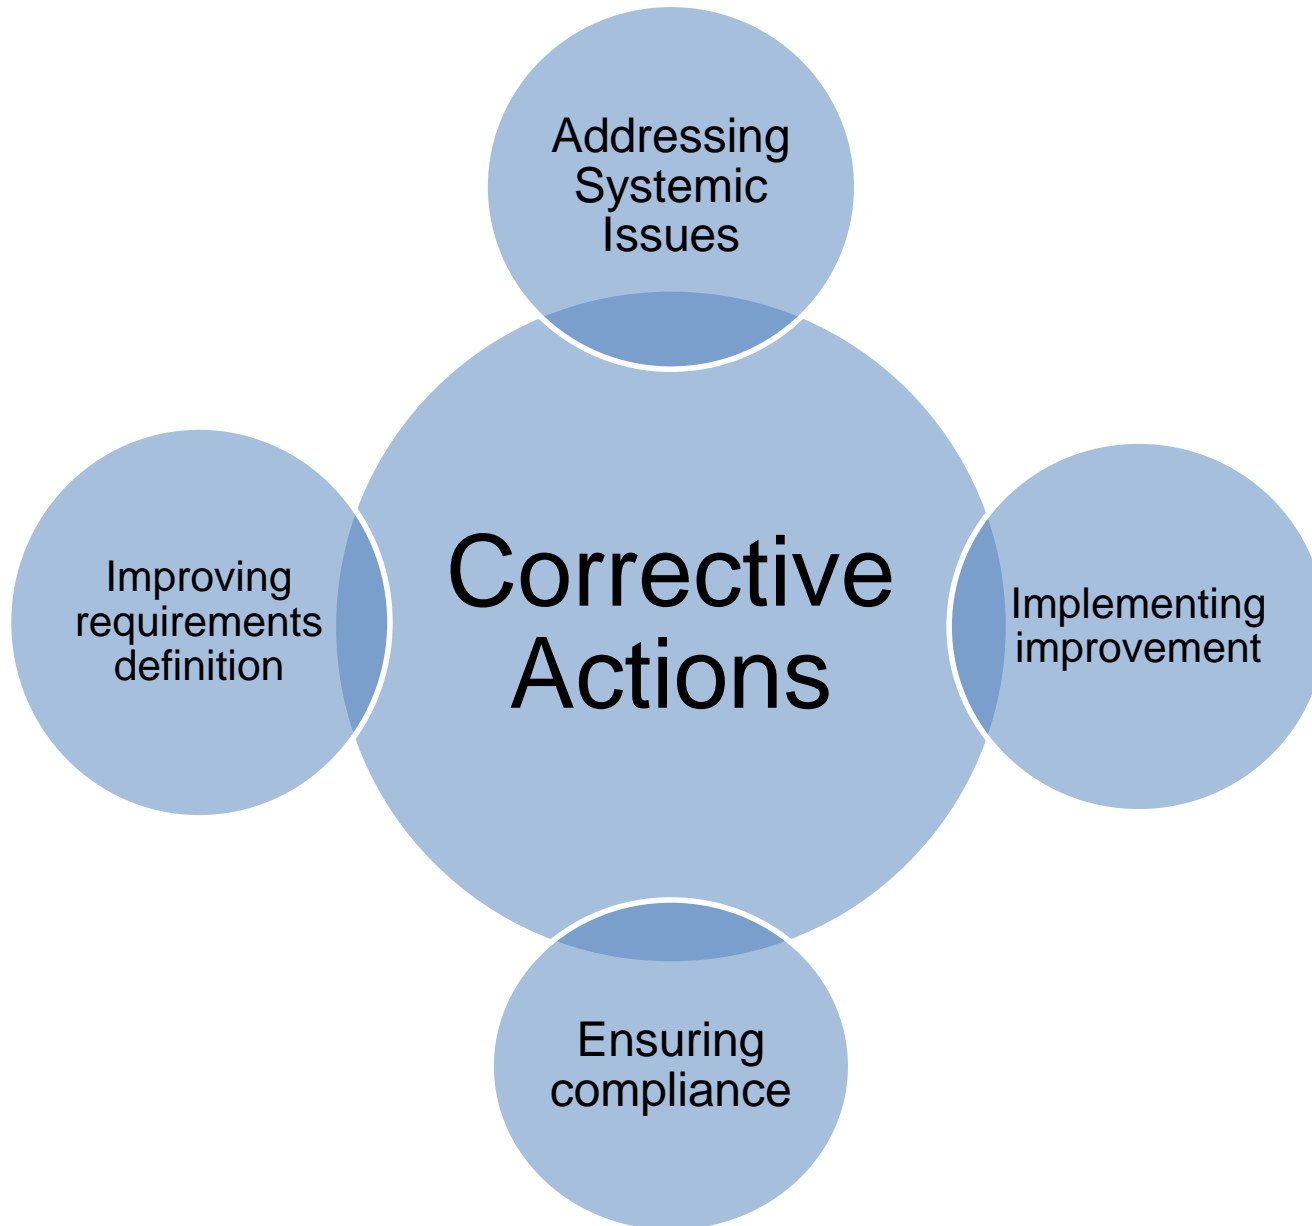 Addressing
Systemic
Issues
Improving
requirements
definition
Corrective
Actions
Implementing
improvement
Ensuring
compliance